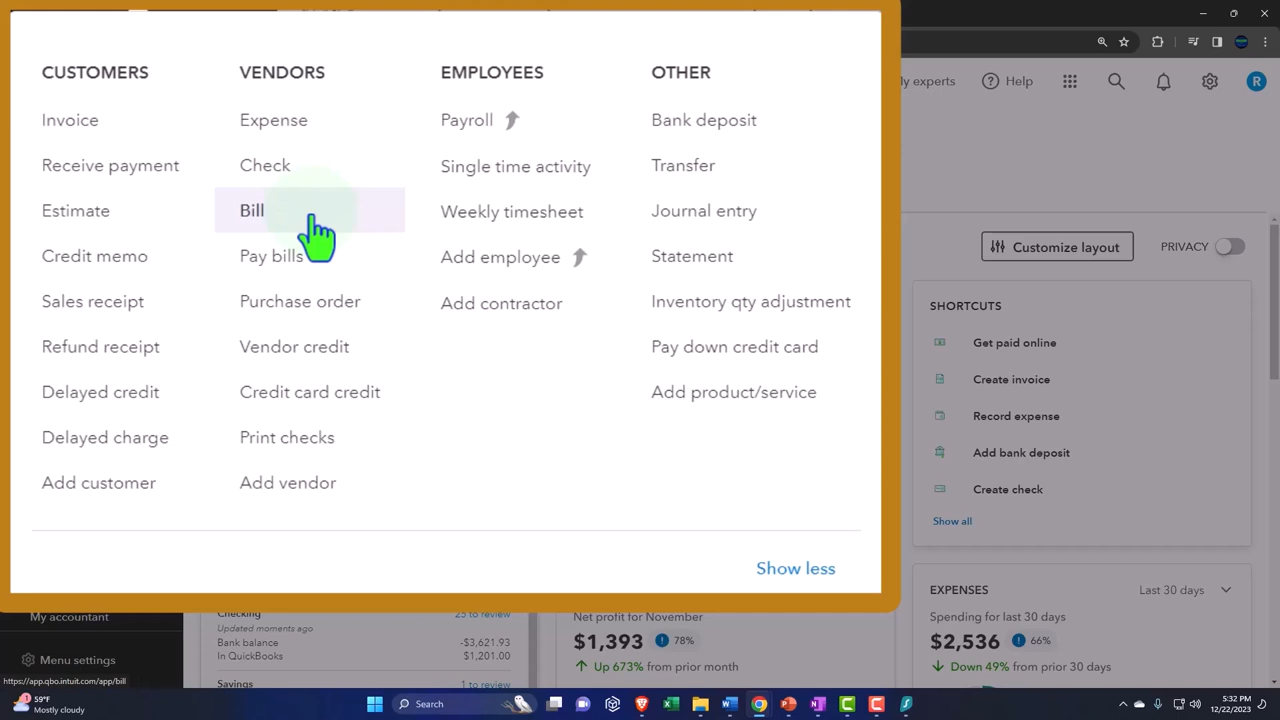 CUSTOMERS
Invoice
Receive payment
Estimate
Credit memo
Sales receipt
Refund receipt
Delayed credit
Delayed charge
Add customer
VENDORS
Expense
Check
Bill
Pay bills
Purchase order
Vendor credit
Credit card credit
Print checks
Add vendor
EMPLOYEES
Payroll
Single time activity
Weekly timesheet
Add employee
Add contractor
OTHER
Bank deposit
Transfer
Journal entry
Statement
Inventory qty adjustment
Pay down credit card
Add product/service
Show less
experts
Help
R
Customize layout
PRIVACY
SHORTCUTS
Get paid online
Create invoice
Record expense
Add bank deposit
Create check
Show all
My accountant
Menu settings
https://app.qbo.intuit.com/app/bill
Checking
25 to review
Updated moments ago
Bank balance
-$3,621.93
In QuickBooks
$1,201.00
Savings
1 to review
Net profit for November
$1,393
78%
Up 673% from prior month
EXPENSES
Last 30 days
Spending for last 30 days
$2,536
66%
Down 49% from prior 30 days
1
59°F
Mostly cloudy
Search
5:32 PM
12/22/2023